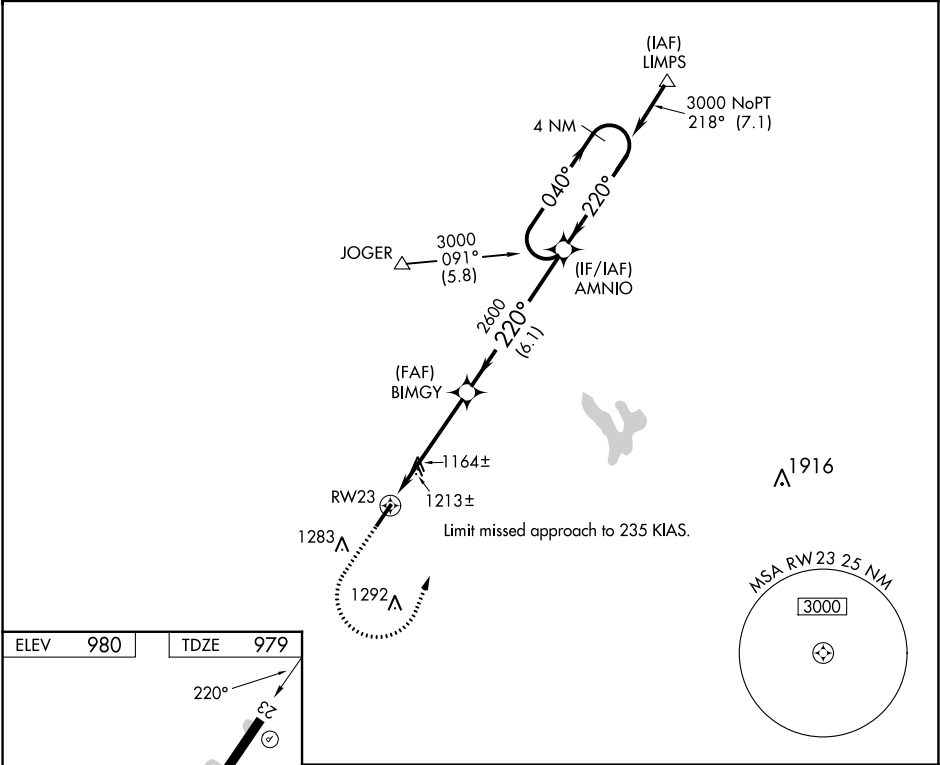 (IAF)
LIMPS
3000 NoPT
218° (7.1)
4 NM
040°
220°
JOGER
3000
091°
(5.8)
(IF/IAF)
AMNIO
2600
220°
(6.1)
(FAF)
BIMGY
1164±
1213±
1916
RW23
Limit missed approach to 235 KIAS.
1283
1292
MSA RW23 25 NM
3000
ELEV 980
TDZE 979
220°
23
P